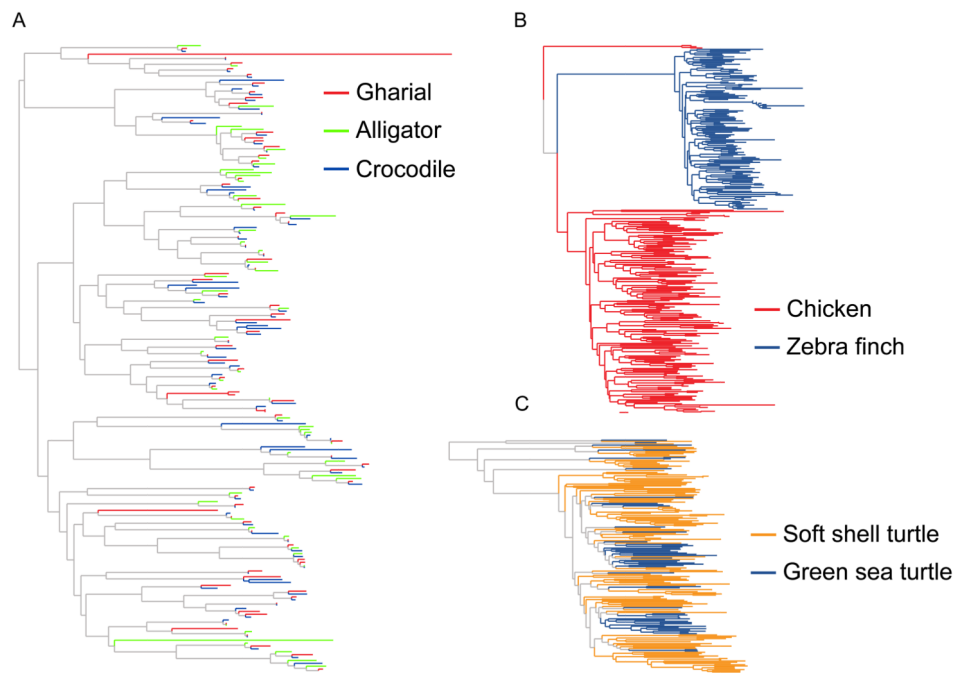 A
Gharial
Alligator
Crocodile
B
Chicken
Zebra finch
C
Soft shell turtle
Green sea turtle